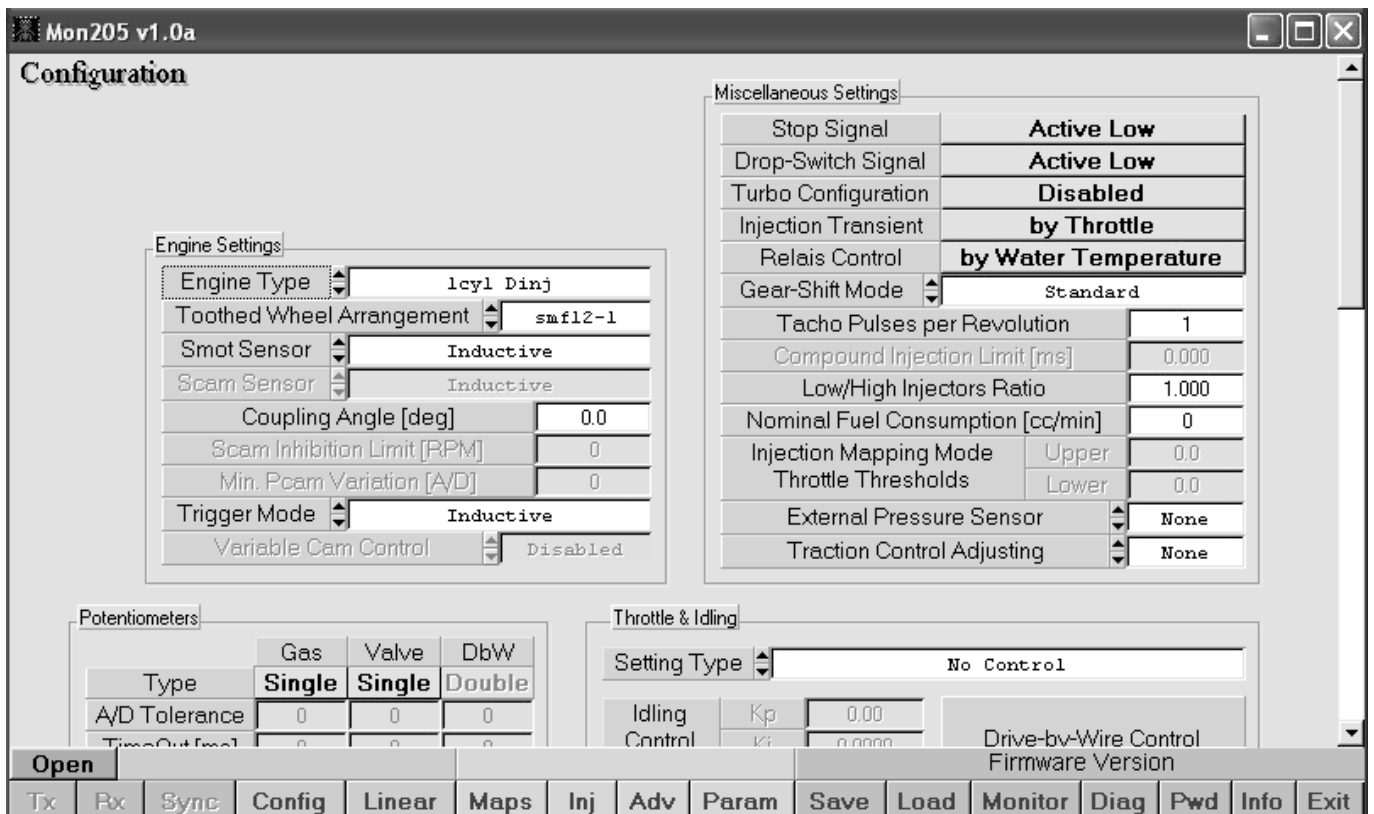 Mon205 v1.0a
Configuration
Engine Settings
Engine Type 1cyl Dinj
Toothed Wheel Arrangement smf12-1
Smot Sensor Inductive
Scam Sensor Inductive
Coupling Angle [deg] 0.0
Scam Inhibition Limit [RPM] 0
Min. Pcam Variation [A/D] 0
Trigger Mode Inductive
Variable Cam Control Disabled
Miscellaneous Settings
Stop Signal Active Low
Drop-Switch Signal Active Low
Turbo Configuration Disabled
Injection Transient by Throttle
Relais Control by Water Temperature
Gear-Shift Mode Standard
Tacho Pulses per Revolution 1
Compound Injection Limit [ms] 0.000
Low/High Injectors Ratio 1.000
Nominal Fuel Consumption [cc/min] 0
Injection Mapping Mode Upper 0.0
Throttle Thresholds Lower 0.0
External Pressure Sensor None
Traction Control Adjusting None
Potentiometers
Gas Valve DbW
Type Single Single Double
A/D Tolerance 0 0 0
TimeOut [ms] 0 0 0
Throttle & Idling
Setting Type No Control
Idling Kp 0.00
Control Ki 0.0000
Drive-by-Wire Control
Open Firmware Version
Tx Rx Sync Config Linear Maps Inj Adv Param Save Load Monitor Diag Pwd Info Exit